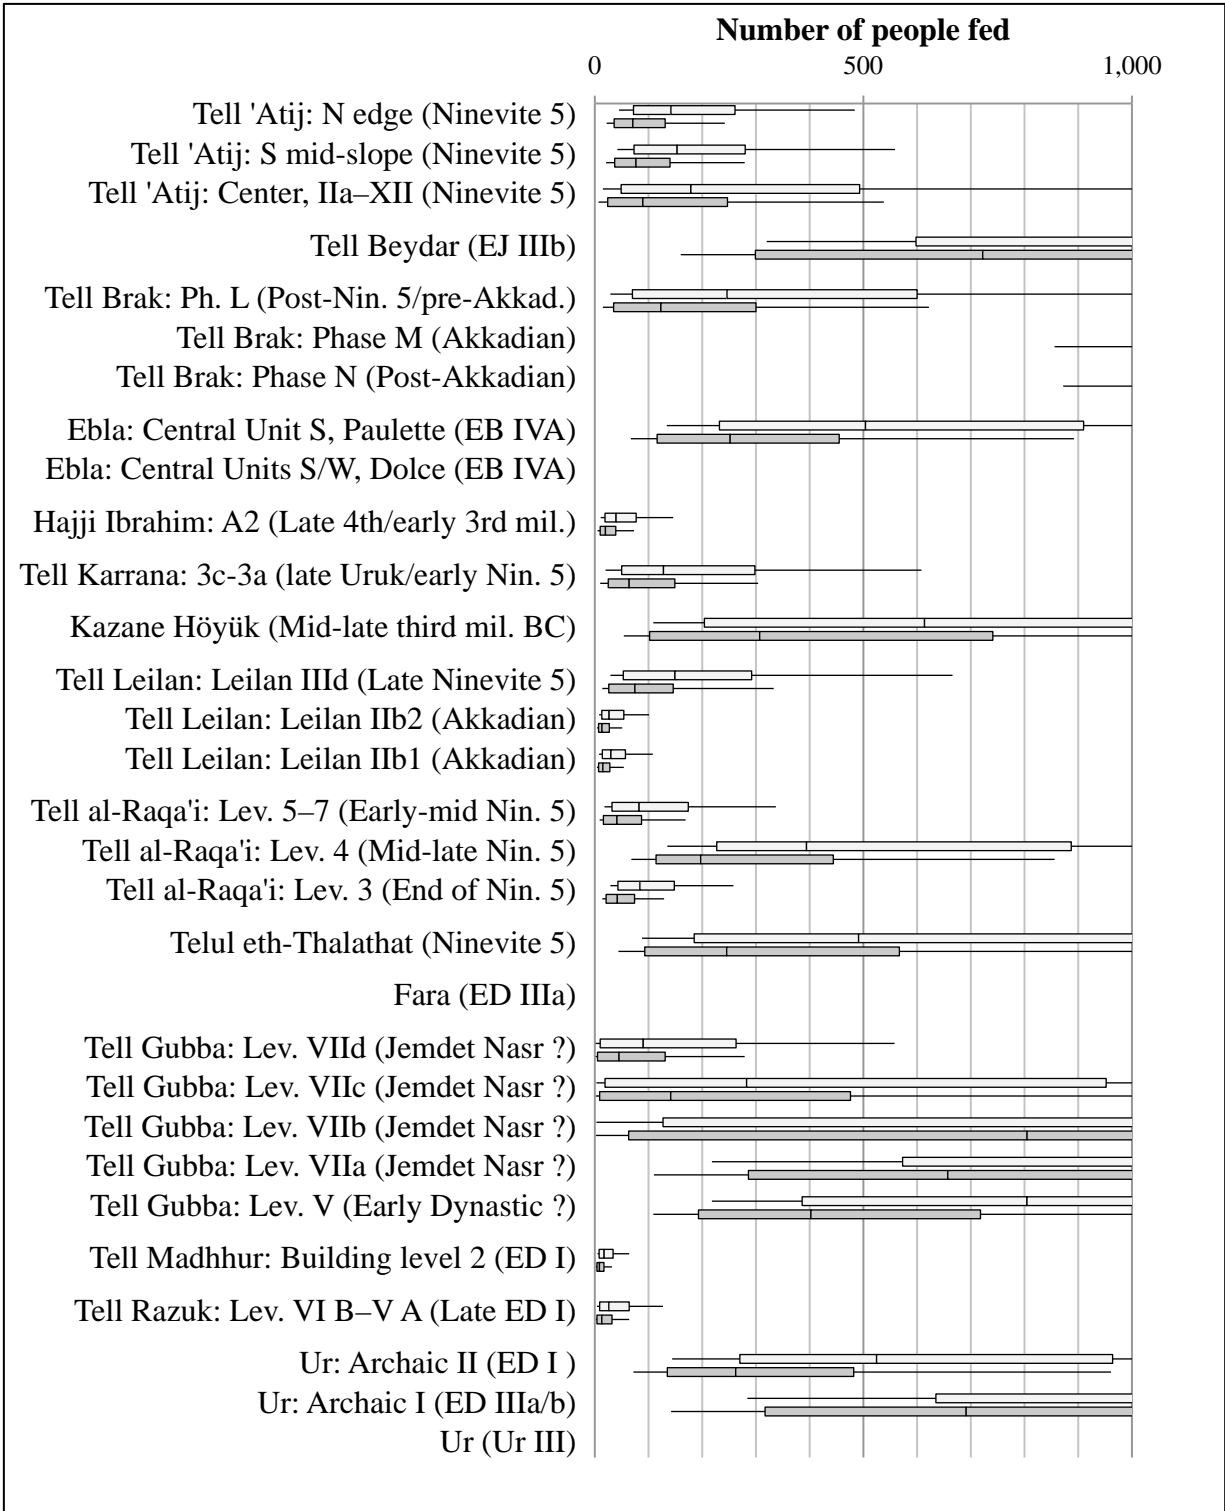 Number of people fed
0 500 1,000
Tell 'Atij: N edge (Ninevite 5)
Tell 'Atij: S mid-slope (Ninevite 5)
Tell 'Atij: Center, IIa–XII (Ninevite 5)
Tell Beydar (EJ IIIb)
Tell Brak: Ph. L (Post-Nin. 5/pre-Akkad.)
Tell Brak: Phase M (Akkadian)
Tell Brak: Phase N (Post-Akkadian)
Ebla: Central Unit S, Paulette (EB IVA)
Ebla: Central Units S/W, Dolce (EB IVA)
Hajji Ibrahim: A2 (Late 4th/early 3rd mil.)
Tell Karrana: 3c-3a (late Uruk/early Nin. 5)
Kazane Höyük (Mid-late third mil. BC)
Tell Leilan: Leilan IIId (Late Ninevite 5)
Tell Leilan: Leilan IIb2 (Akkadian)
Tell Leilan: Leilan IIb1 (Akkadian)
Tell al-Raqa'i: Lev. 5–7 (Early-mid Nin. 5)
Tell al-Raqa'i: Lev. 4 (Mid-late Nin. 5)
Tell al-Raqa'i: Lev. 3 (End of Nin. 5)
Telul eth-Thalathat (Ninevite 5)
Fara (ED IIIa)
Tell Gubba: Lev. VIId (Jemdet Nasr ?)
Tell Gubba: Lev. VIIc (Jemdet Nasr ?)
Tell Gubba: Lev. VIIb (Jemdet Nasr ?)
Tell Gubba: Lev. VIIa (Jemdet Nasr ?)
Tell Gubba: Lev. V (Early Dynastic ?)
Tell Madhhur: Building level 2 (ED I)
Tell Razuk: Lev. VI B–V A (Late ED I)
Ur: Archaic II (ED I )
Ur: Archaic I (ED IIIa/b)
Ur (Ur III)